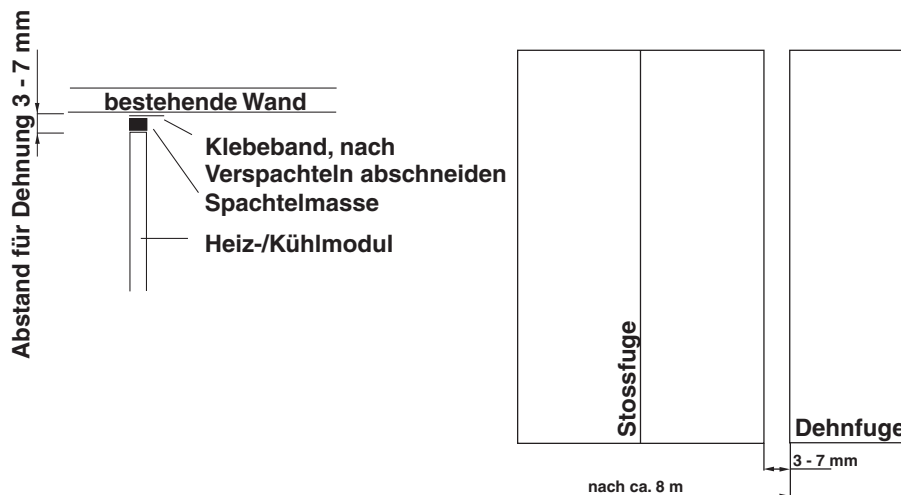 Abstand für Dehnung 3 - 7 mm
bestehende Wand
Klebeband, nach
Verspachteln abschneiden
Spachtelmasse
Heiz-/Kühlmodul
Stossfuge
Dehnfuge
3 - 7 mm
nach ca. 8 m